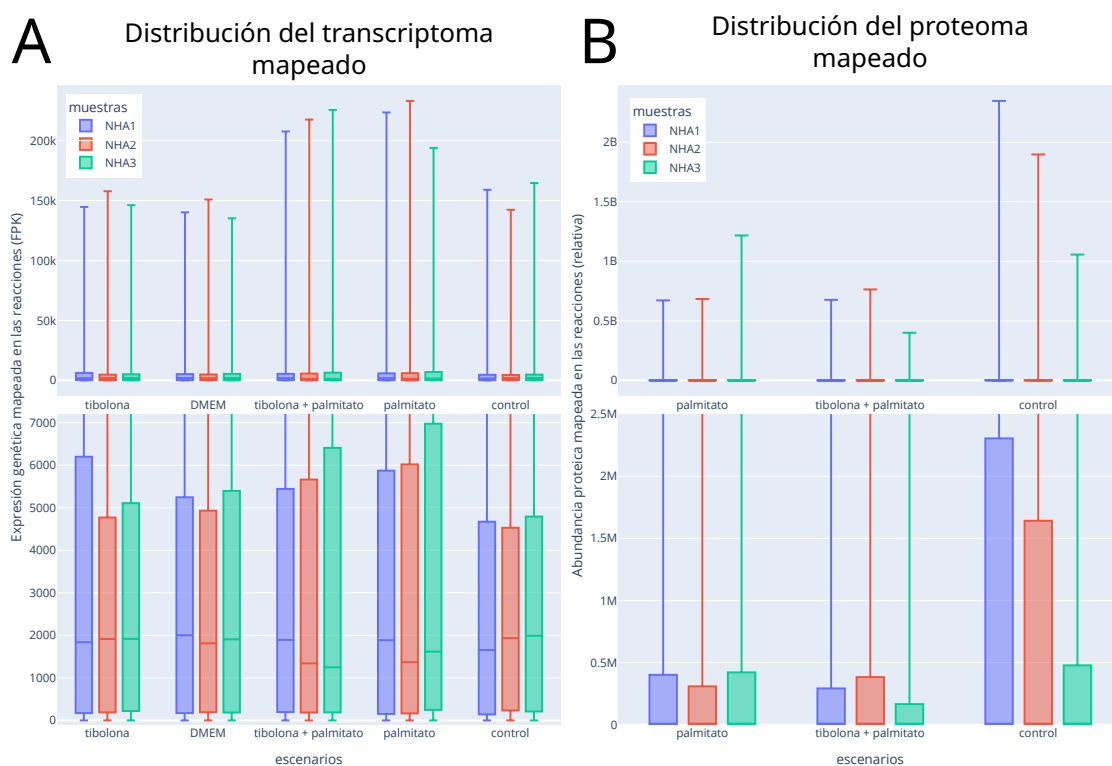 A
Distribución del transcriptoma
mapeado
muestras
NHA1
NHA2
NHA3
200k
150k
100k
50k
0
tibolona DMEM tibolona + palmitato palmitato control
7000
6000
5000
4000
3000
2000
1000
0
tibolona DMEM tibolona + palmitato palmitato control
escenarios
Expresión genética mapeada en las reacciones (FPK)
B
Distribución del proteoma
mapeado
muestras
NHA1
NHA2
NHA3
2B
1.5B
1B
0.5B
0
palmitato tibolona + palmitato control
2.5M
2M
1.5M
1M
0.5M
0
palmitato tibolona + palmitato control
escenarios
Abundancia proteica mapeada en las reacciones (relativa)